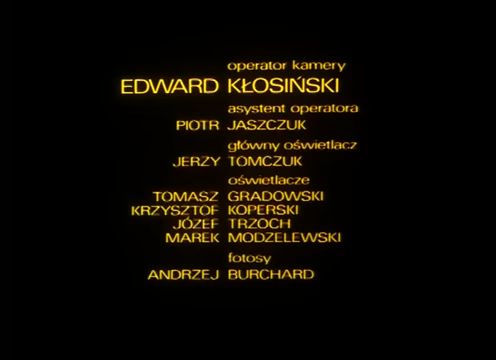 operator kamery
EDWARD KŁOSIŃSKI
asystent operatora
PIOTR JASZCZUK
główny oświetlacz
JERZY TOMCZUK
oświetlacze
TOMASZ GRADOWSKI
KRZYSZTOF KOPERSKI
JÓZEF TRZOCH
MAREK MODZELEWSKI
fotosy
ANDRZEJ BURCHARD